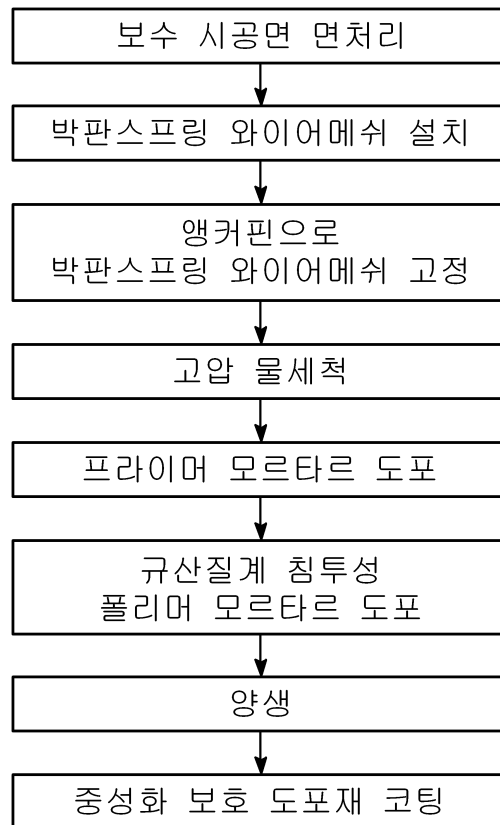 보수 시공면 면처리
박판스프링 와이어메쉬 설치
앵커핀으로
박판스프링 와이어메쉬 고정
고압 물세척
프라이머 모르타르 도포
규산질계 침투성
폴리머 모르타르 도포
양생
중성화 보호 도포재 코팅